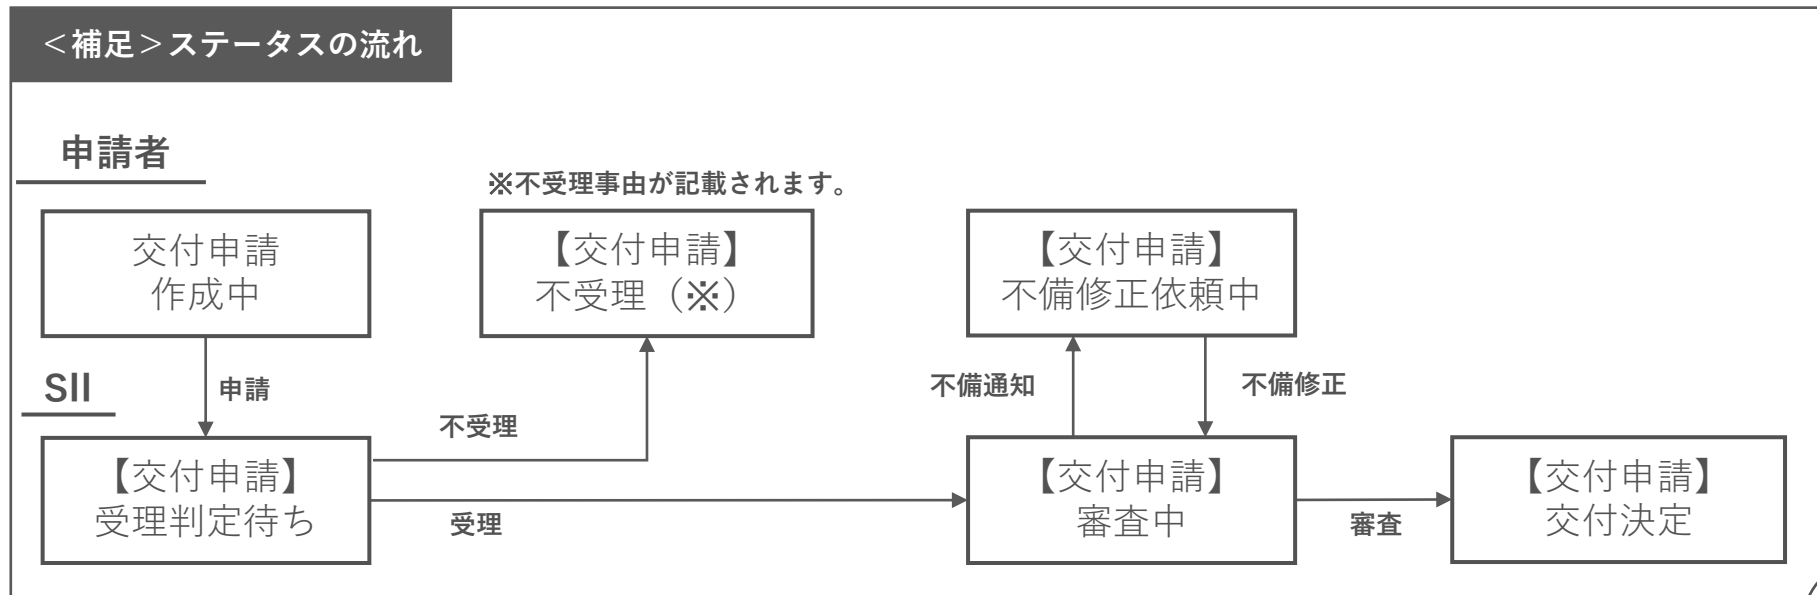 ＜補足＞ステータスの流れ
申請者
※不受理事由が記載されます。
交付申請
作成中
【交付申請】
不受理（※）
【交付申請】
不備修正依頼中
SII
申請
不受理
不備通知
不備修正
【交付申請】
受理判定待ち
受理
【交付申請】
審査中
審査
【交付申請】
交付決定